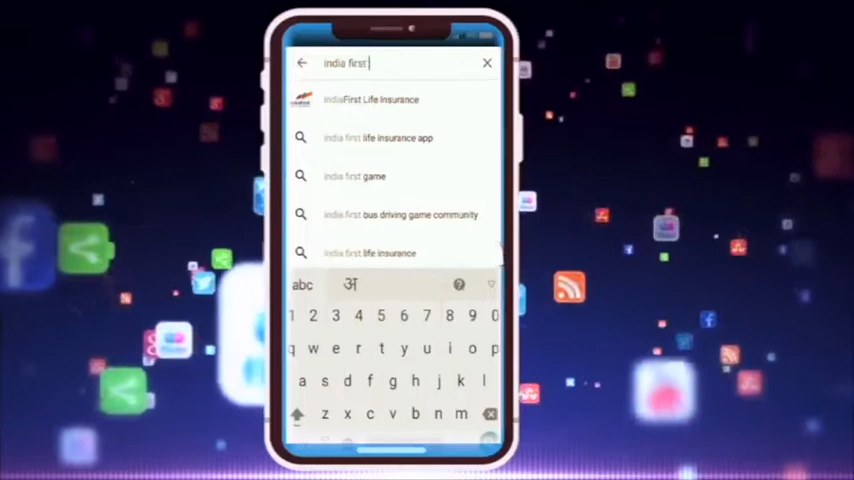 india first
indiaFirst Life Insurance
india first life insurance app
india first game
india first bus driving game community
india first life insurance
abc अ ?
1 2 3 4 5 6 7 8 9 0
q w e r t y u i o p
a s d f g h j k l
z x c v b n m